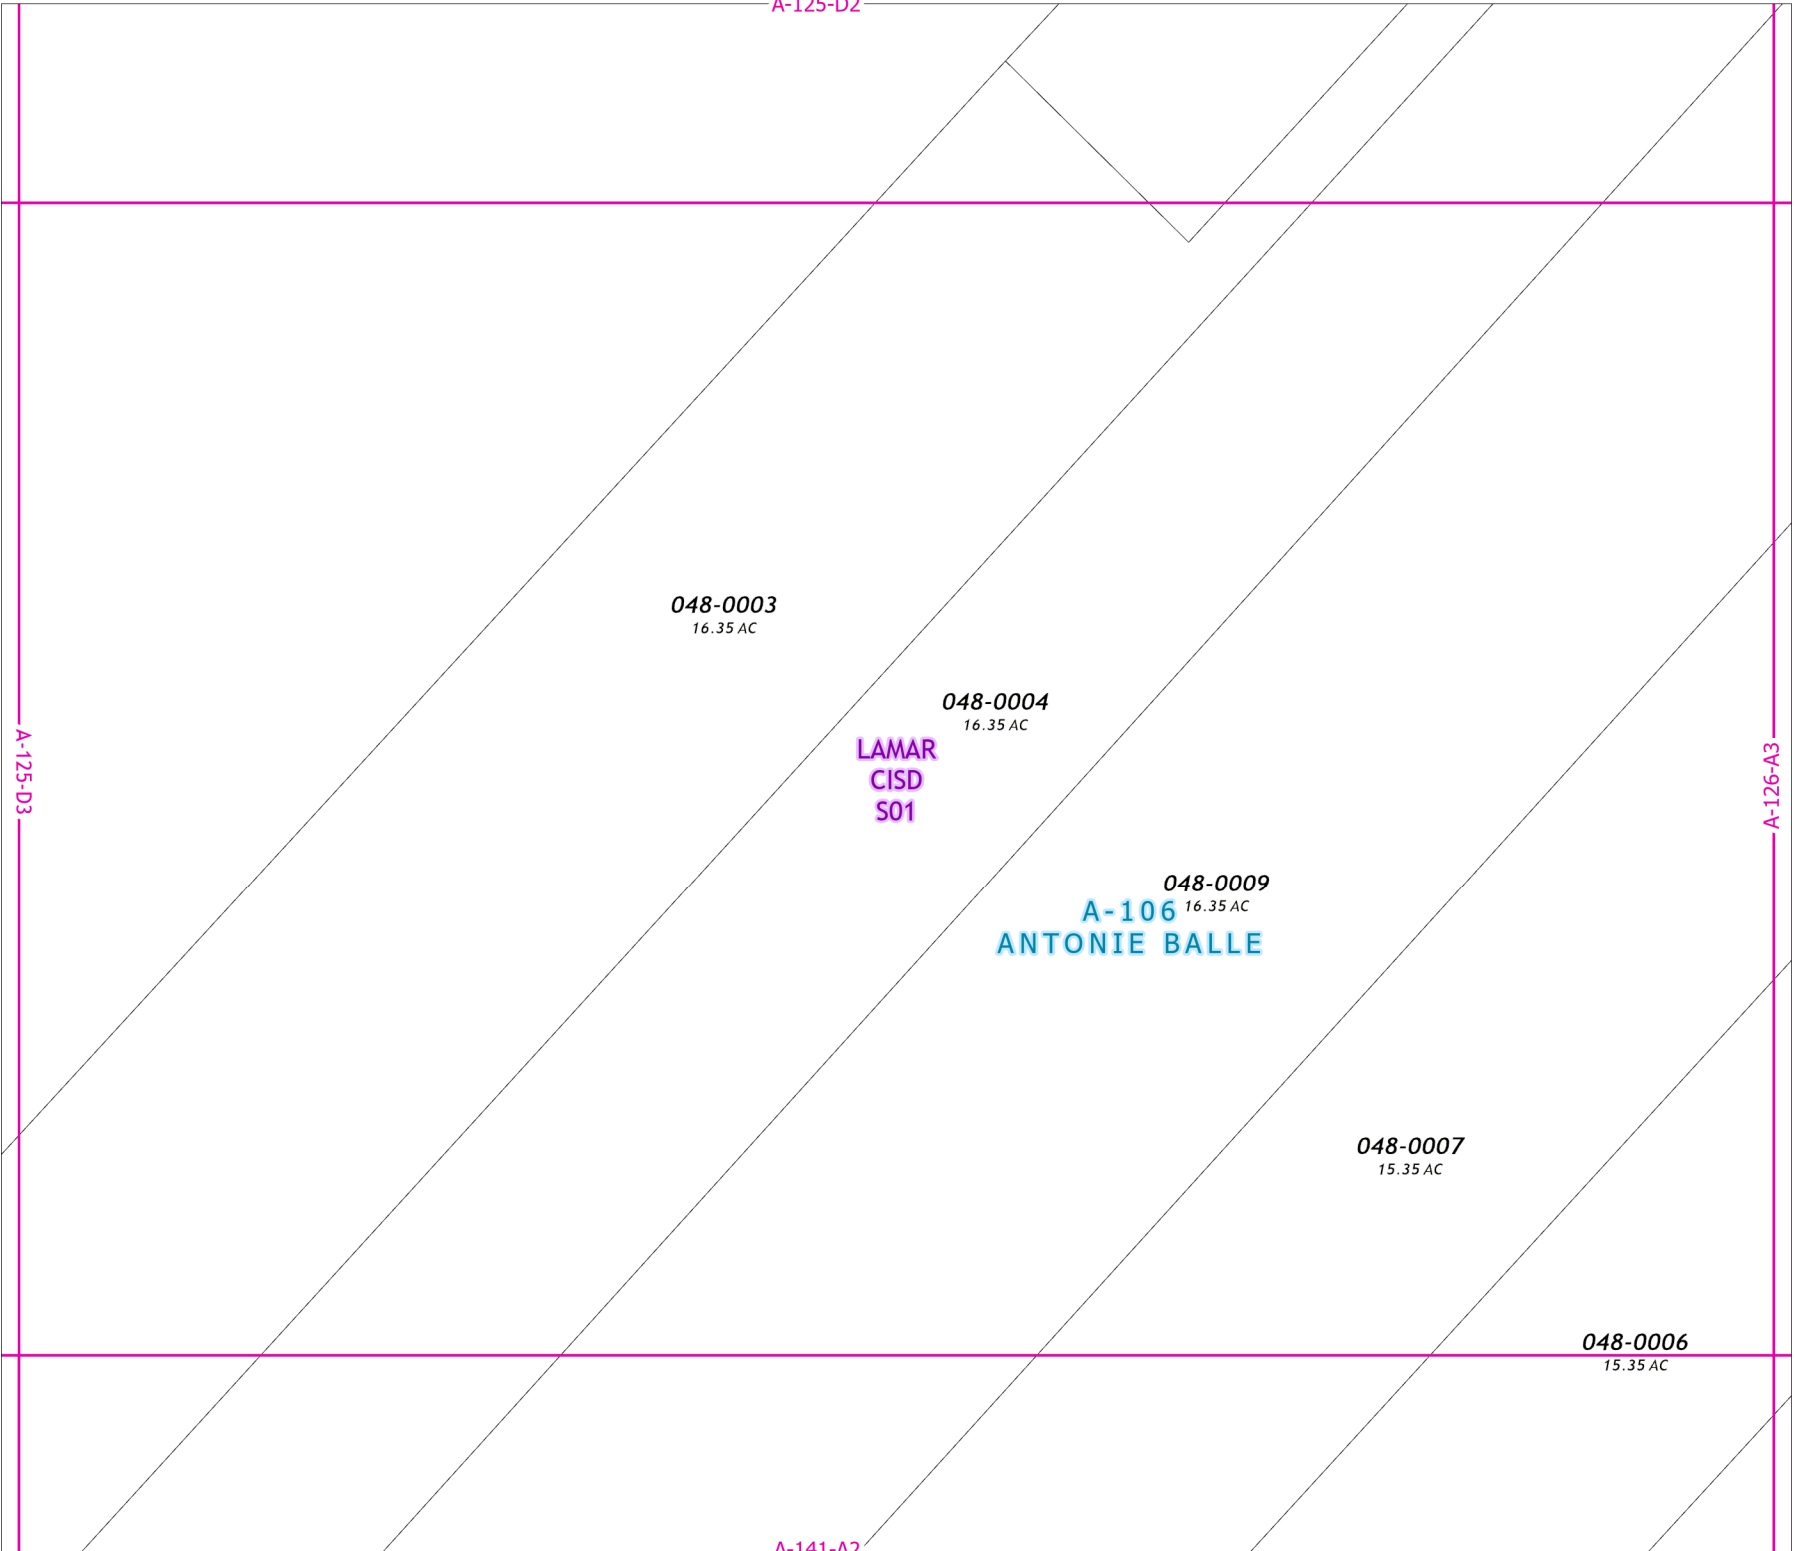 A-125-D2
048-0003
16.35 AC
048-0004
16.35 AC
LAMAR
CISD
S01
A-125-D3
A-126-A3
048-0009
16.35 AC
A-106
ANTONIE BALLE
048-0007
15.35 AC
048-0006
15.35 AC
A-141-A2